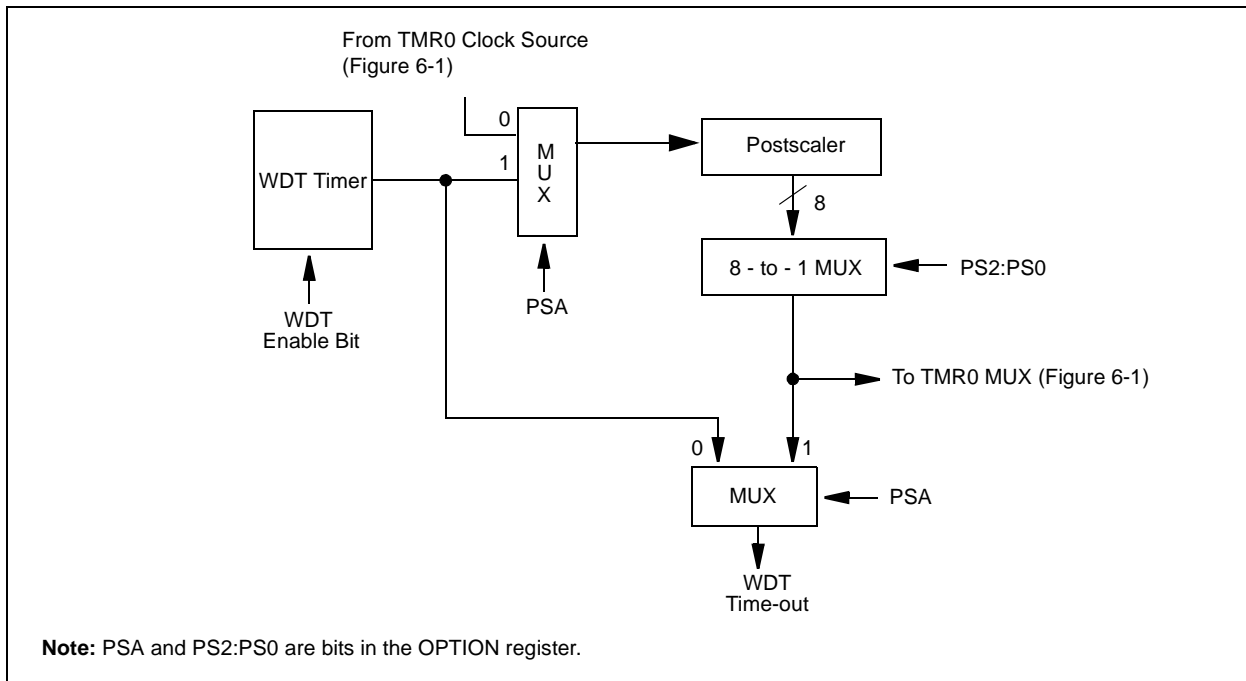 From TMR0 Clock Source
(Figure 6-1)
0
1
M
U
X
WDT Timer
Postscaler
8
8 - to - 1 MUX
PS2:PS0
PSA
WDT
Enable Bit
To TMR0 MUX (Figure 6-1)
0
1
MUX
PSA
WDT
Time-out
Note: PSA and PS2:PS0 are bits in the OPTION register.